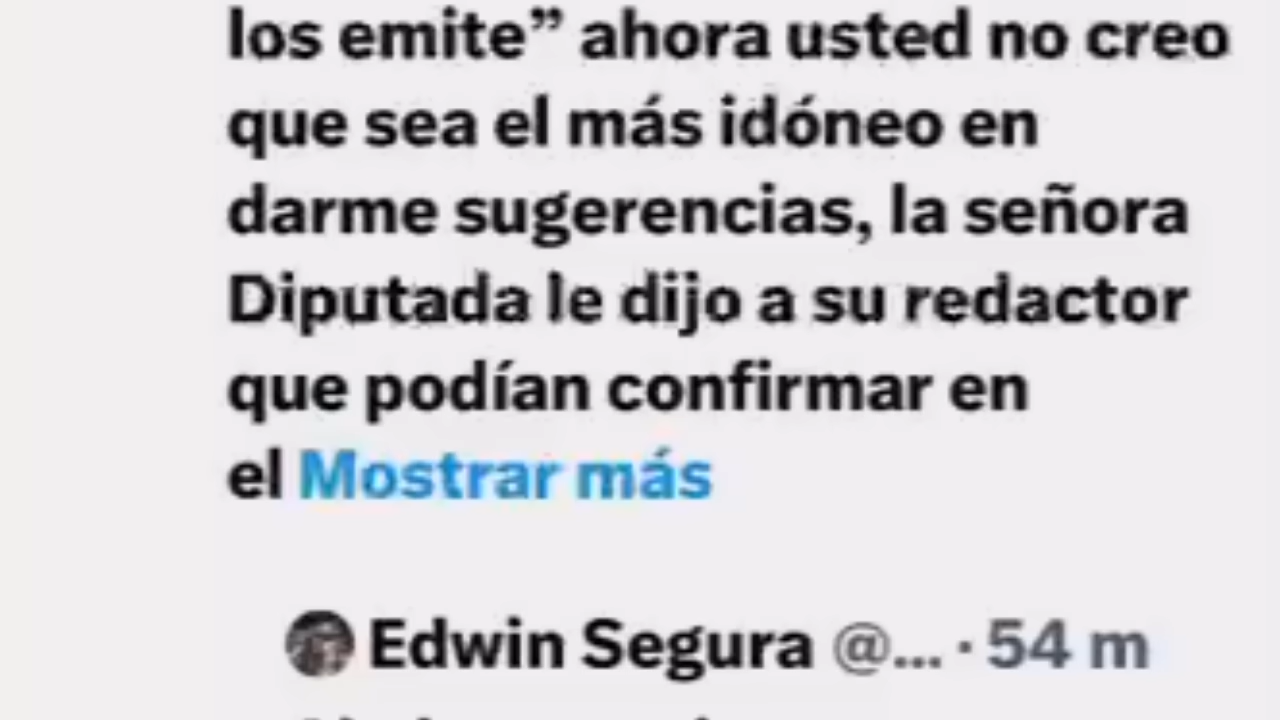 los emite” ahora usted no creo
que sea el más idóneo en
darme sugerencias, la señora
Diputada le dijo a su redactor
que podían confirmar en
el Mostrar más
Edwin Segura @... · 54 m